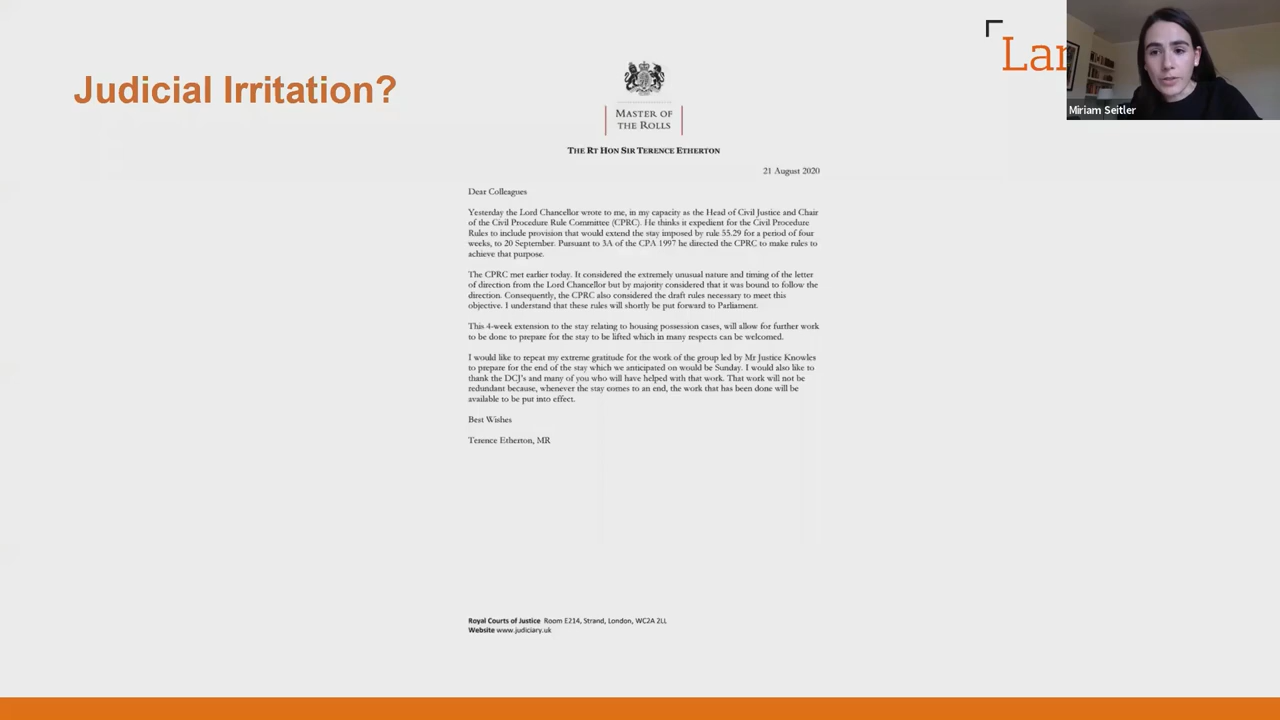 Judicial Irritation?
Lan
Miriam Seitler
MASTER OF
THE ROLLS
THE RT HON SIR TERENCE ETHERTON
21 August 2020
Dear Colleagues
Yesterday the Lord Chancellor wrote to me, in my capacity as the Head of Civil Justice and Chair
of the Civil Procedure Rule Committee (CPRC). He thinks it expedient for the Civil Procedure
Rules to include provision that would extend the stay imposed by rule 55.29 for a period of four
weeks, to 20 September. Pursuant to 3A of the CPA 1997 he directed the CPRC to make rules to
achieve that purpose.
The CPRC met earlier today. It considered the extremely unusual nature and timing of the letter
of direction from the Lord Chancellor but by majority considered that it was bound to follow the
direction. Consequently, the CPRC also considered the draft rules necessary to meet this
objective. I understand that these rules will shortly be put forward to Parliament.
This 4-week extension to the stay relating to housing possession cases, will allow for further work
to be done to prepare for the stay to be lifted which in many respects can be welcomed.
I would like to repeat my extreme gratitude for the work of the group led by Mr Justice Knowles
to prepare for the end of the stay which we anticipated on would be Sunday. I would also like to
thank the DCJ's and many of you who will have helped with that work. That work will not be
redundant because, whenever the stay comes to an end, the work that has been done will be
available to be put into effect.
Best Wishes
Terence Etherton, MR
Royal Courts of Justice Room E214, Strand, London, WC2A 2LL
Website www.judiciary.uk